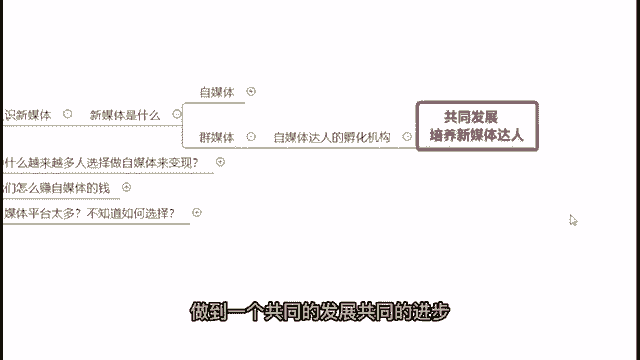 自媒体
共同发展
识新媒体
新媒体是什么
群媒体
自媒体达人的孵化机构
培养新媒体达人
什么越来越多人选择做自媒体来变现?
们怎么赚自媒体的钱
媒体平台太多? 不知道如何选择?
做到一个共同的发展共同的进步